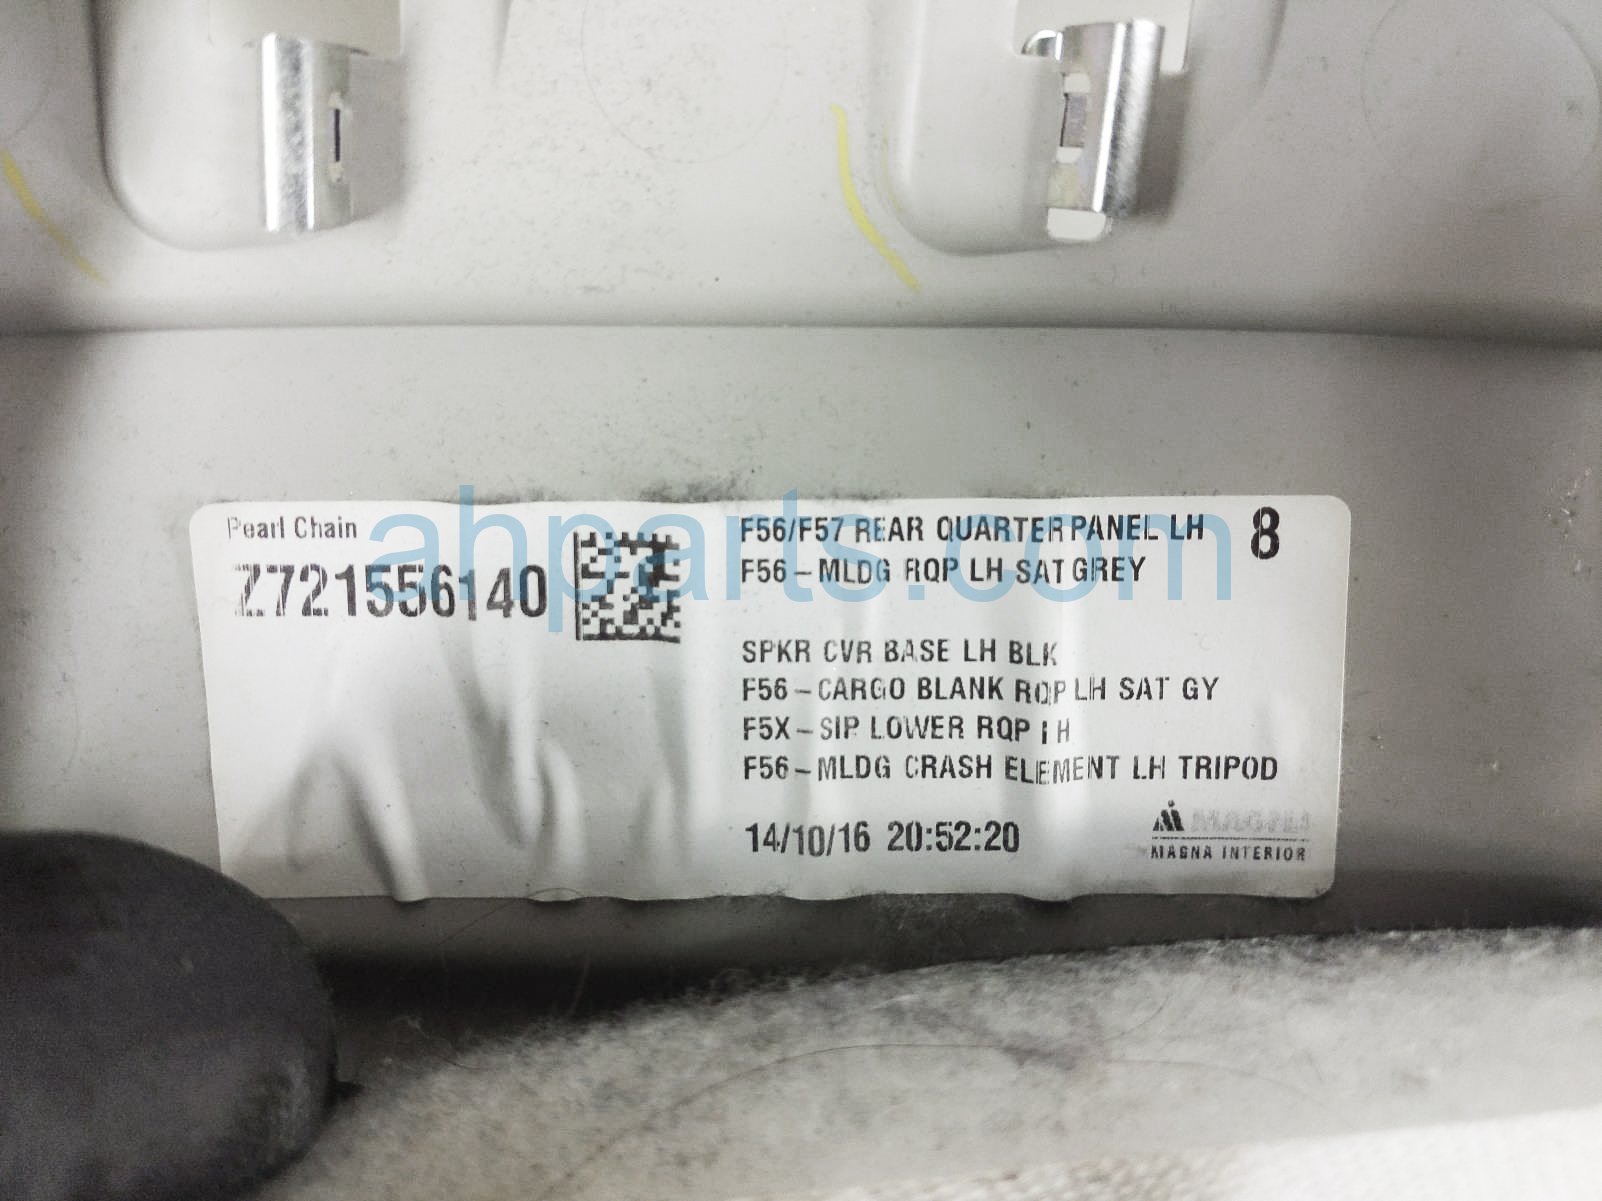 Pearl Chain
Z721556140
F56/F57 REAR QUARTER PANEL LH 8
F56-MLDG RQP LH SAT GREY
SPKR CVR BASE LH BLK
F56-CARGO BLANK RQP LH SAT GY
F5X-SIP LOWER RQP LH
F56-MLDG CRASH ELEMENT LH TRIPOD
14/10/16 20:52:20
MAGNA
MAGNA INTERIOR
ahparts.com